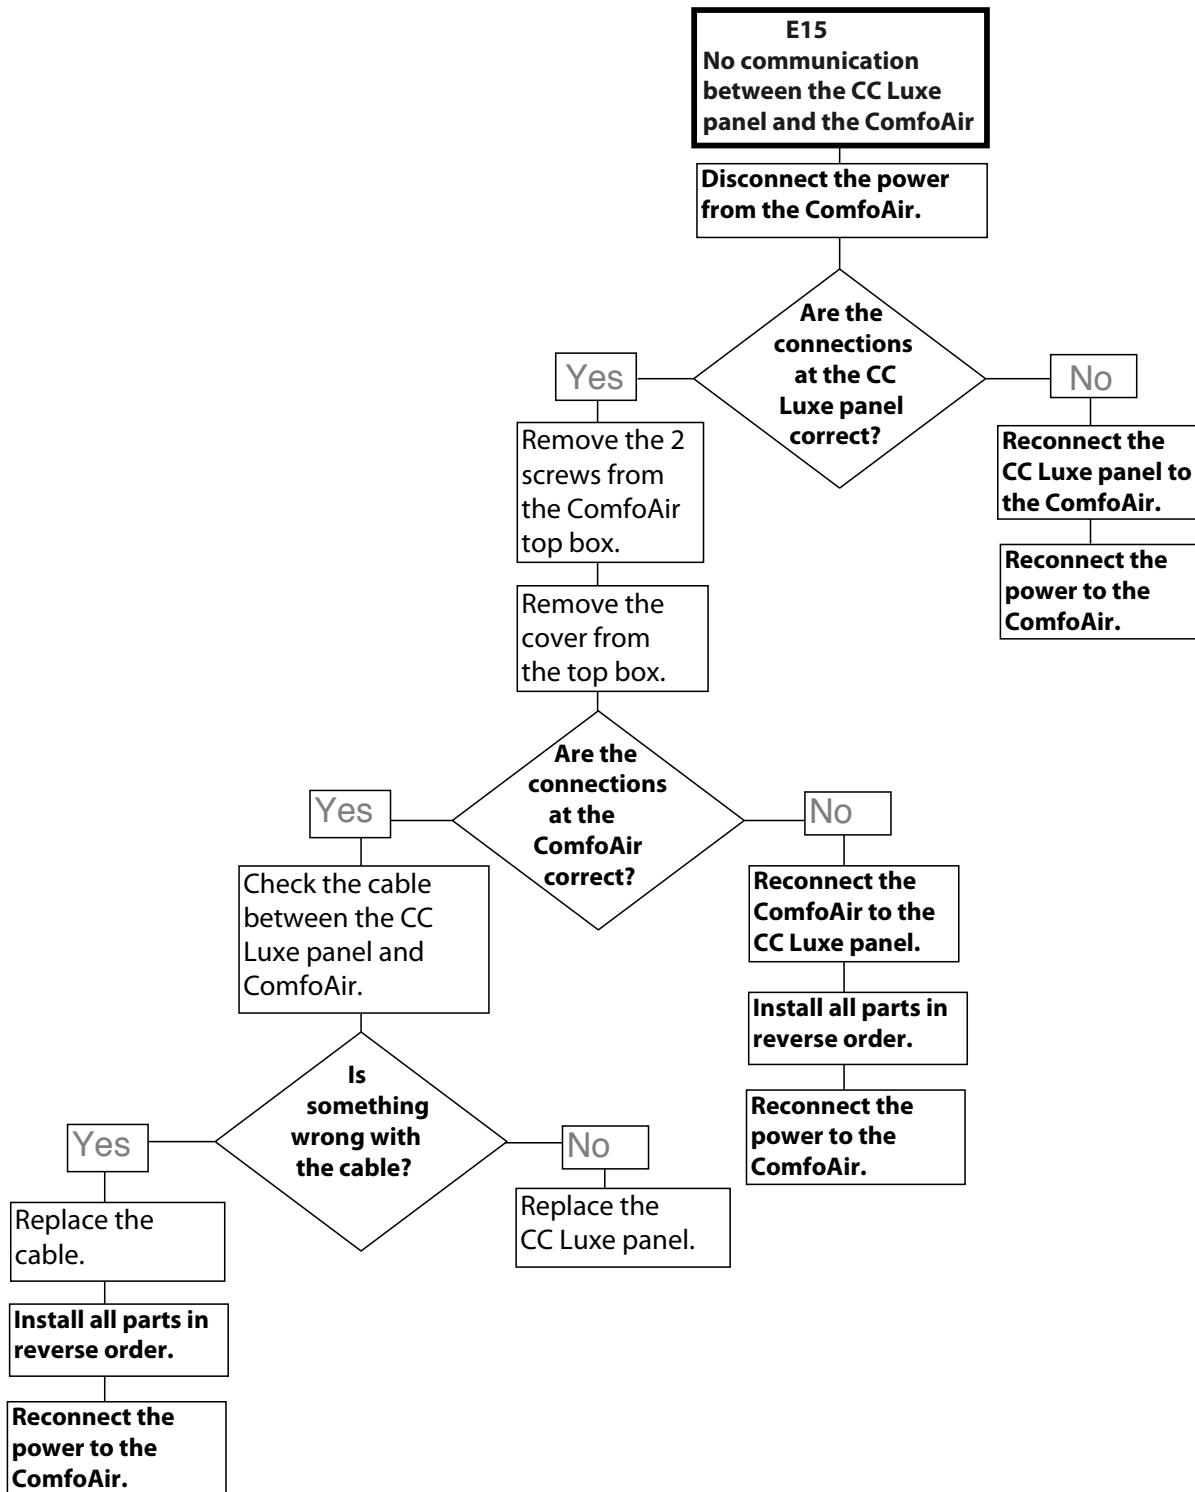 E15
No communication
between the CC Luxe
panel and the ComfoAir
Disconnect the power
from the ComfoAir.
Are the
connections
at the CC
Luxe panel
correct?
Yes
No
Remove the 2
screws from
the ComfoAir
top box.
Reconnect the
CC Luxe panel to
the ComfoAir.
Reconnect the
power to the
ComfoAir.
Remove the
cover from
the top box.
Are the
connections
at the
ComfoAir
correct?
Yes
No
Check the cable
between the CC
Luxe panel and
ComfoAir.
Reconnect the
ComfoAir to the
CC Luxe panel.
Install all parts in
reverse order.
Reconnect the
power to the
ComfoAir.
Is
something
wrong with
the cable?
Yes
No
Replace the
cable.
Replace the
CC Luxe panel.
Install all parts in
reverse order.
Reconnect the
power to the
ComfoAir.